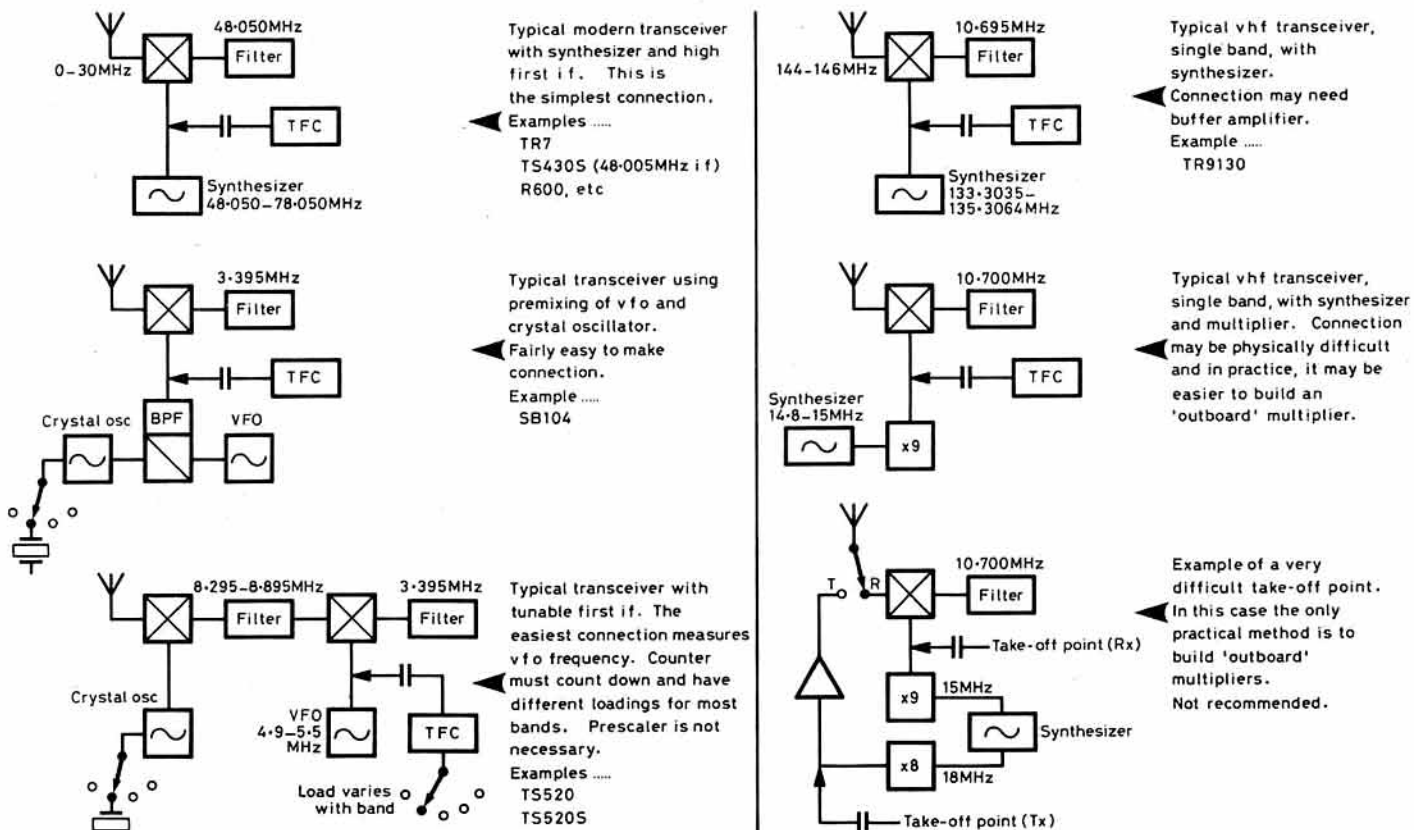 48·050MHz
Filter
0–30MHz
TFC
Synthesizer
48·050–78·050MHz
Typical modern transceiver
with synthesizer and high
first i f. This is
the simplest connection.
Examples .....
TR7
TS430S (48·005MHz i f)
R600, etc
3·395MHz
Filter
TFC
Crystal osc
BPF
VFO
Typical transceiver using
premixing of v f o and
crystal oscillator.
Fairly easy to make
connection.
Example .....
SB104
8·295–8·895MHz
Filter
3·395MHz
Filter
Crystal osc
VFO
4·9–5·5
MHz
TFC
Load varies
with band
Typical transceiver with
tunable first if. The
easiest connection measures
v f o frequency. Counter
must count down and have
different loadings for most
bands. Prescaler is not
necessary.
Examples .....
TS520
TS520S
10·695MHz
Filter
144–146MHz
TFC
Synthesizer
133·3035–
135·3064MHz
Typical vhf transceiver,
single band, with
synthesizer.
Connection may need
buffer amplifier.
Example .....
TR9130
10·700MHz
Filter
TFC
Synthesizer
14·8–15MHz
x9
Typical vhf transceiver,
single band, with synthesizer
and multiplier. Connection
may be physically difficult
and in practice, it may be
easier to build an
'outboard' multiplier.
10·700MHz
T
R
Filter
Take-off point (Rx)
x9
15MHz
Synthesizer
x8
18MHz
Take-off point (Tx)
Example of a very
difficult take-off point.
In this case the only
practical method is to
build 'outboard'
multipliers.
Not recommended.